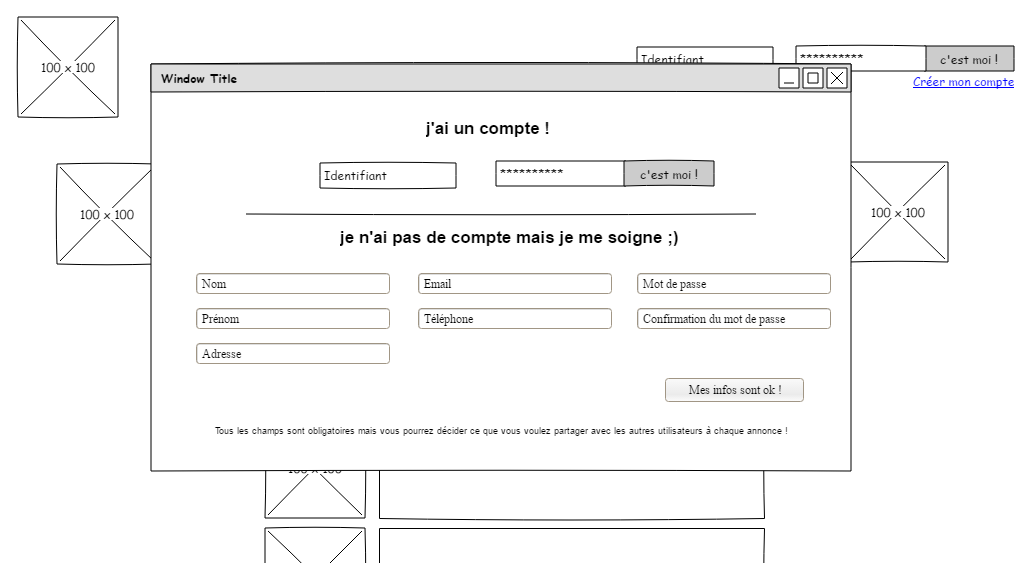 100 x 100
Identifiant
********** c'est moi !
Créer mon compte
Window Title
j'ai un compte !
Identifiant
********** c'est moi !
100 x 100
100 x 100
je n'ai pas de compte mais je me soigne ;)
Nom Email Mot de passe
Prénom Téléphone Confirmation du mot de passe
Adresse
Mes infos sont ok !
Tous les champs sont obligatoires mais vous pourrez décider ce que vous voulez partager avec les autres utilisateurs à chaque annonce !
100 x 100